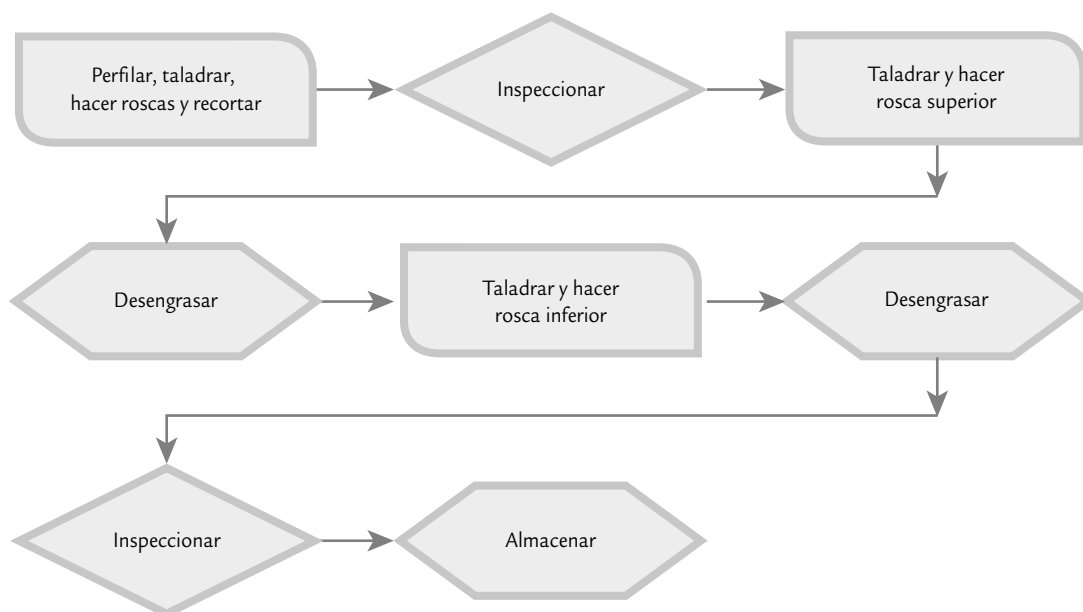 Perfilar, taladrar,
hacer roscas y recortar
Inspeccionar
Taladrar y hacer
rosca superior
Desengrasar
Taladrar y hacer
rosca inferior
Desengrasar
Inspeccionar
Almacenar